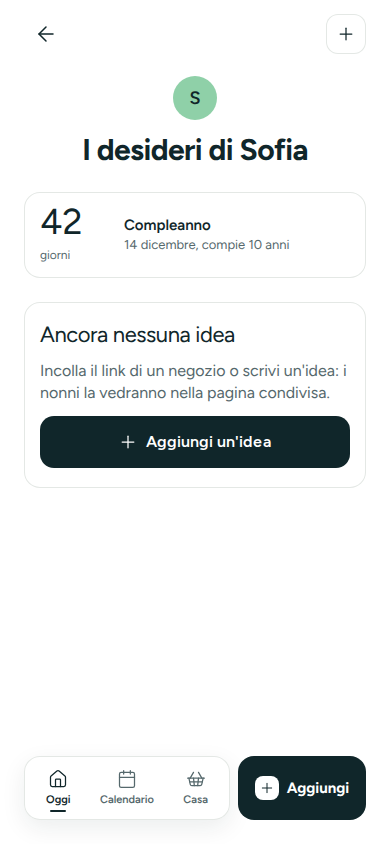 S
I desideri di Sofia
42
giorni
Compleanno
14 dicembre, compie 10 anni
Ancora nessuna idea
Incolla il link di un negozio o scrivi un'idea: i
nonni la vedranno nella pagina condivisa.
Aggiungi un'idea
Oggi
Calendario
Casa
Aggiungi